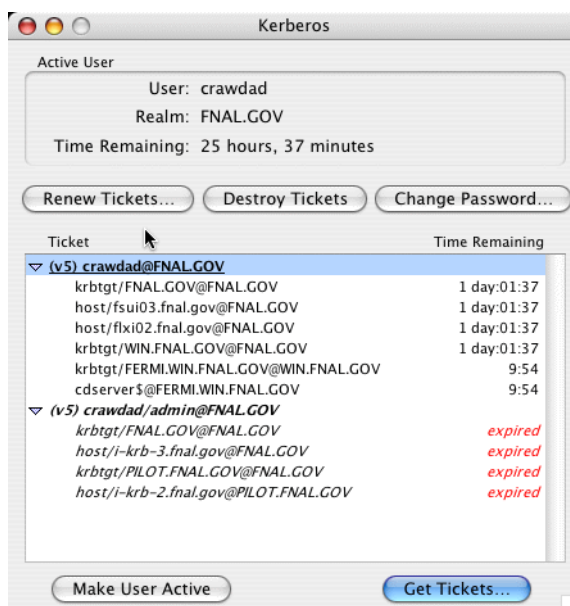 Kerberos
Active User
User: crawdad
Realm: FNAL.GOV
Time Remaining: 25 hours, 37 minutes
Renew Tickets... Destroy Tickets Change Password...
Ticket Time Remaining
(v5) crawdad@FNAL.GOV
krbtgt/FNAL.GOV@FNAL.GOV 1 day:01:37
host/fsui03.fnal.gov@FNAL.GOV 1 day:01:37
host/flxi02.fnal.gov@FNAL.GOV 1 day:01:37
krbtgt/WIN.FNAL.GOV@FNAL.GOV 1 day:01:37
krbtgt/FERMI.WIN.FNAL.GOV@WIN.FNAL.GOV 9:54
cdserver$@FERMI.WIN.FNAL.GOV 9:54
(v5) crawdad/admin@FNAL.GOV
krbtgt/FNAL.GOV@FNAL.GOV expired
host/i-krb-3.fnal.gov@FNAL.GOV expired
krbtgt/PILOT.FNAL.GOV@FNAL.GOV expired
host/i-krb-2.fnal.gov@PILOT.FNAL.GOV expired
Make User Active Get Tickets...